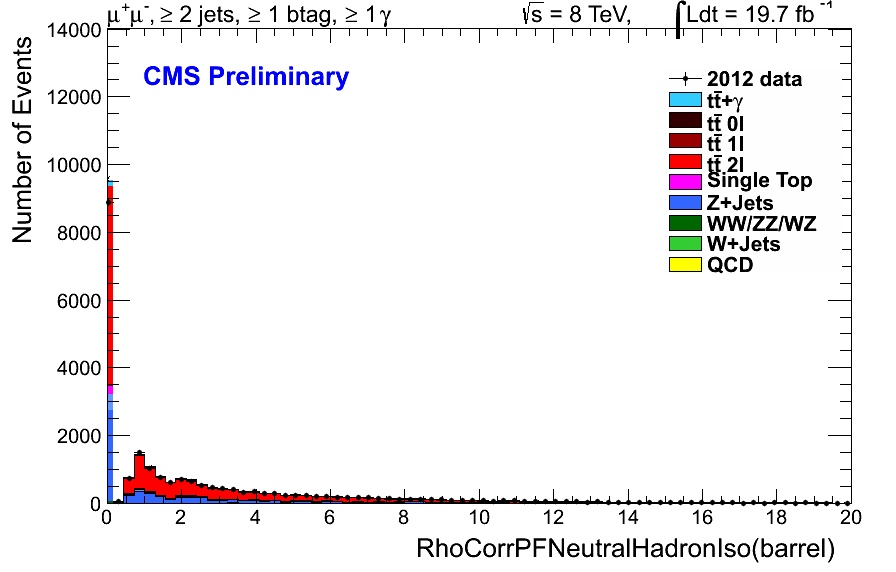 μ⁺μ⁻, ≥ 2 jets, ≥ 1 btag, ≥ 1 γ √s = 8 TeV, ∫Ldt = 19.7 fb⁻¹
Number of Events
14000
12000
10000
8000
6000
4000
2000
0
CMS Preliminary
2012 data
tt̄+γ
tt̄ 0l
tt̄ 1l
tt̄ 2l
Single Top
Z+Jets
WW/ZZ/WZ
W+Jets
QCD
0 2 4 6 8 10 12 14 16 18 20
RhoCorrPFNeutralHadronIso(barrel)